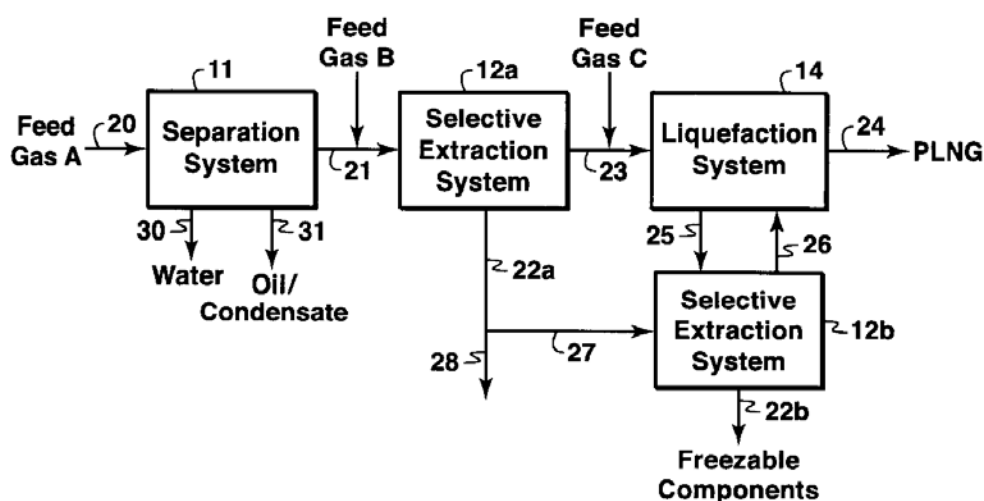 Feed
Gas B
Feed
Gas C
11
12a
14
Feed
Gas A
20
Separation
System
21
Selective
Extraction
System
23
Liquefaction
System
24
PLNG
30
31
Water
Oil/
Condensate
22a
25
26
28
27
Selective
Extraction
System
12b
22b
Freezable
Components